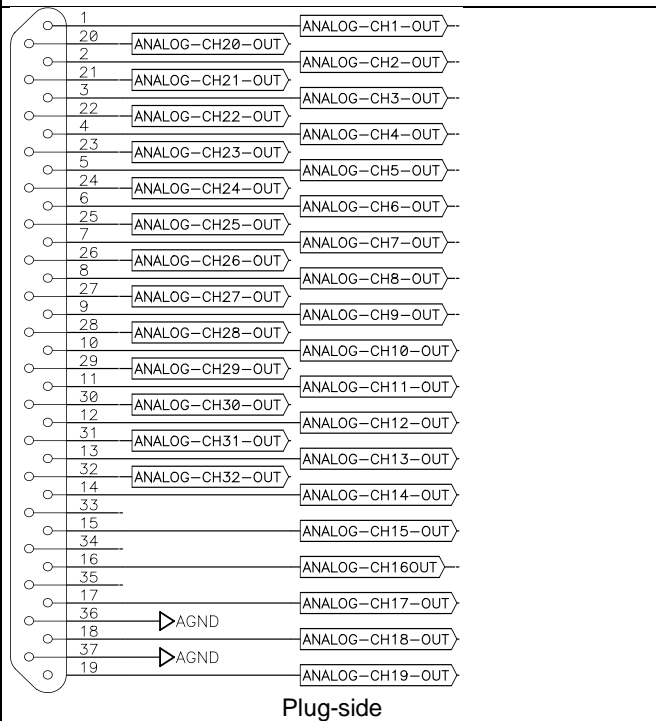 1 ANALOG-CH1-OUT
20 ANALOG-CH20-OUT
2 ANALOG-CH2-OUT
21 ANALOG-CH21-OUT
3 ANALOG-CH3-OUT
22 ANALOG-CH22-OUT
4 ANALOG-CH4-OUT
23 ANALOG-CH23-OUT
5 ANALOG-CH5-OUT
24 ANALOG-CH24-OUT
6 ANALOG-CH6-OUT
25 ANALOG-CH25-OUT
7 ANALOG-CH7-OUT
26 ANALOG-CH26-OUT
8 ANALOG-CH8-OUT
27 ANALOG-CH27-OUT
9 ANALOG-CH9-OUT
28 ANALOG-CH28-OUT
10 ANALOG-CH10-OUT
29 ANALOG-CH29-OUT
11 ANALOG-CH11-OUT
30 ANALOG-CH30-OUT
12 ANALOG-CH12-OUT
31 ANALOG-CH31-OUT
13 ANALOG-CH13-OUT
32 ANALOG-CH32-OUT
14 ANALOG-CH14-OUT
33
15 ANALOG-CH15-OUT
34
16 ANALOG-CH16OUT
35
17 ANALOG-CH17-OUT
36 AGND
18 ANALOG-CH18-OUT
37 AGND
19 ANALOG-CH19-OUT
Plug-side